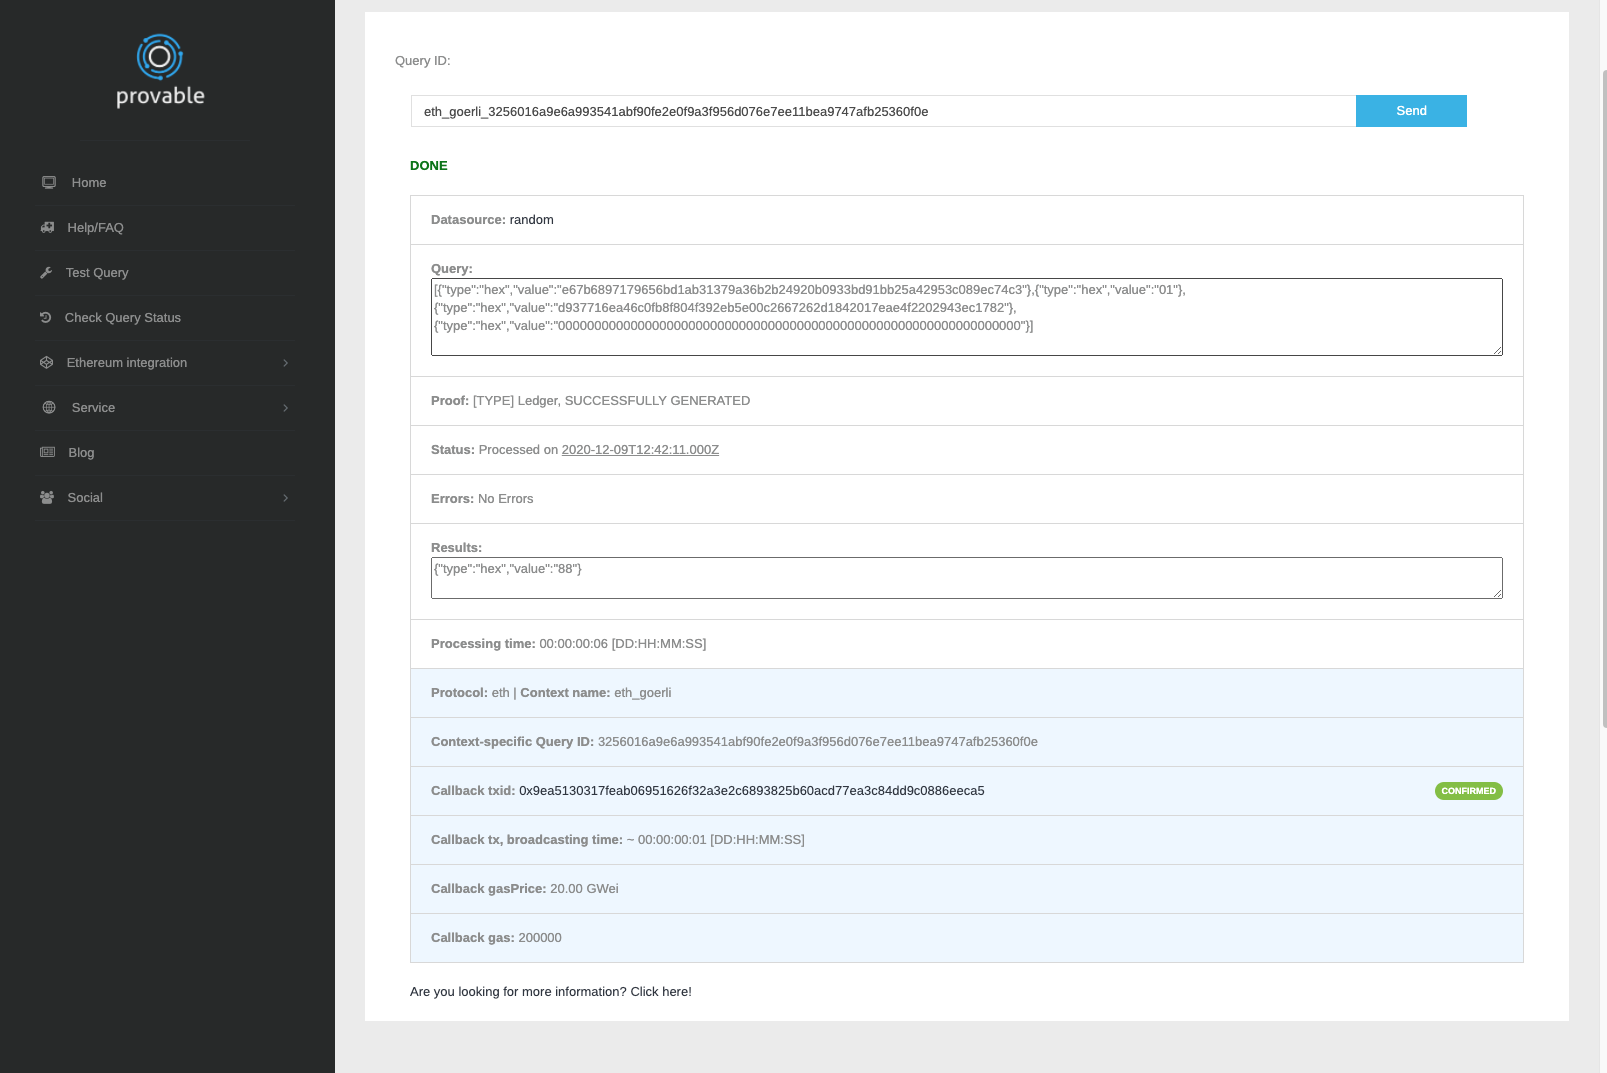 provable
Home
Help/FAQ
Test Query
Check Query Status
Ethereum integration
Service
Blog
Social
Query ID:
eth_goerli_3256016a9e6a993541abf90fe2e0f9a3f956d076e7ee11bea9747afb25360f0e
Send
DONE
Datasource: random
Query:
[{"type":"hex","value":"e67b6897179656bd1ab31379a36b2b24920b0933bd91bb25a42953c089ec74c3"},{"type":"hex","value":"01"},
{"type":"hex","value":"d937716ea46c0fb8f804f392eb5e00c2667262d1842017eae4f2202943ec1782"},
{"type":"hex","value":"0000000000000000000000000000000000000000000000000000000000000000"}]
Proof: [TYPE] Ledger, SUCCESSFULLY GENERATED
Status: Processed on 2020-12-09T12:42:11.000Z
Errors: No Errors
Results:
{"type":"hex","value":"88"}
Processing time: 00:00:00:06 [DD:HH:MM:SS]
Protocol: eth | Context name: eth_goerli
Context-specific Query ID: 3256016a9e6a993541abf90fe2e0f9a3f956d076e7ee11bea9747afb25360f0e
Callback txid: 0x9ea5130317feab06951626f32a3e2c6893825b60acd77ea3c84dd9c0886eeca5 CONFIRMED
Callback tx, broadcasting time: ~ 00:00:00:01 [DD:HH:MM:SS]
Callback gasPrice: 20.00 GWei
Callback gas: 200000
Are you looking for more information? Click here!